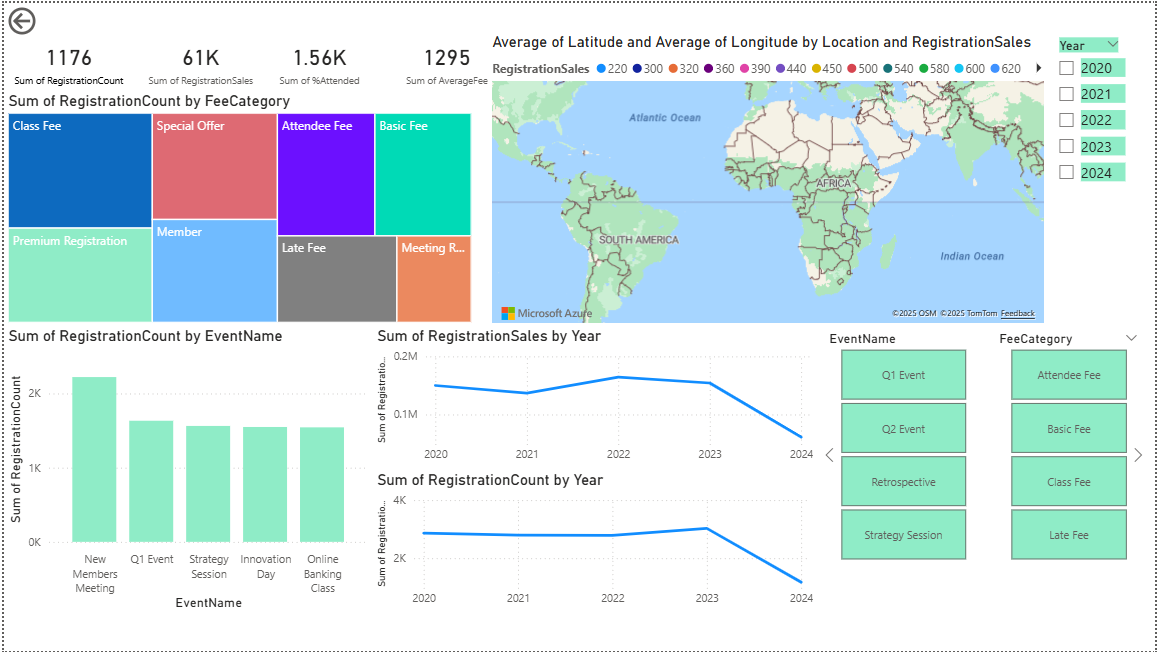 1176
Sum of RegistrationCount
61K
Sum of RegistrationSales
1.56K
Sum of %Attended
1295
Sum of AverageFee
Average of Latitude and Average of Longitude by Location and RegistrationSales
RegistrationSales 220 300 320 360 390 440 450 500 540 580 600 620
Atlantic Ocean
AFRICA
SOUTH AMERICA
Indian Ocean
Microsoft Azure
©2025 OSM ©2025 TomTom Feedback
Year
2020
2021
2022
2023
2024
Sum of RegistrationCount by FeeCategory
Class Fee
Special Offer
Attendee Fee
Basic Fee
Premium Registration
Member
Late Fee
Meeting R...
Sum of RegistrationCount by EventName
Sum of RegistrationCount
2K
1K
0K
New
Members
Meeting
Q1 Event
Strategy
Session
Innovation
Day
Online
Banking
Class
EventName
Sum of RegistrationSales by Year
Sum of Registratio...
0.2M
0.1M
2020 2021 2022 2023 2024
Sum of RegistrationCount by Year
Sum of Registratio...
4K
2K
2020 2021 2022 2023 2024
EventName
Q1 Event
Q2 Event
Retrospective
Strategy Session
FeeCategory
Attendee Fee
Basic Fee
Class Fee
Late Fee